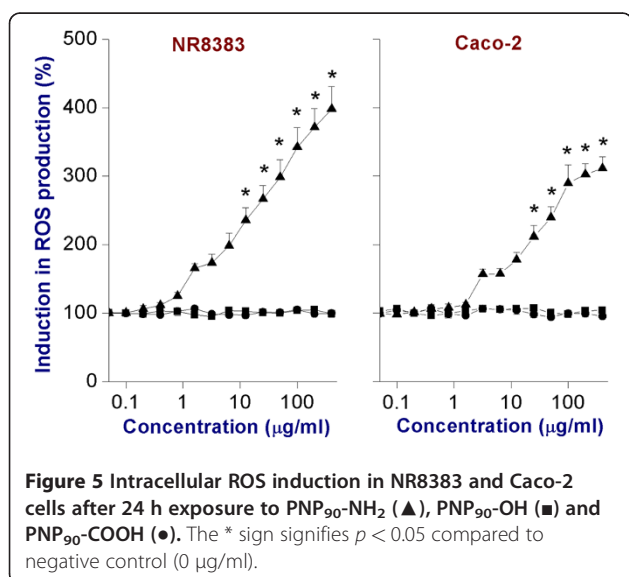 NR8383
Caco-2
Induction in ROS production (%)
500
400
300
200
100
0
* * * * * *
* * * * *
0.1 1 10 100
0.1 1 10 100
Concentration (µg/ml)
Concentration (µg/ml)
Figure 5 Intracellular ROS induction in NR8383 and Caco-2
cells after 24 h exposure to PNP₉₀-NH₂ (▲), PNP₉₀-OH (■) and
PNP₉₀-COOH (●). The * sign signifies p < 0.05 compared to
negative control (0 μg/ml).